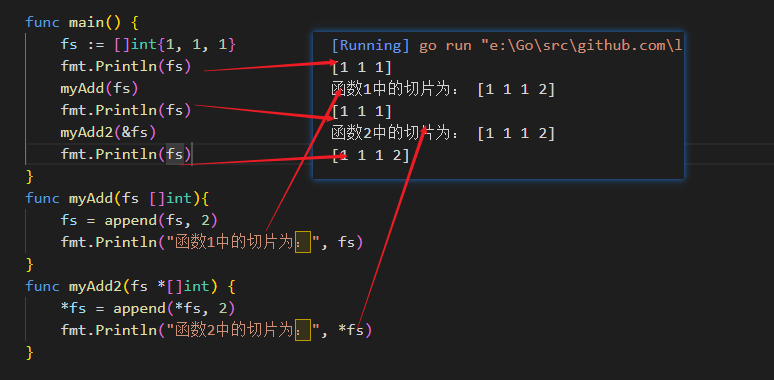 func main() {
fs := []int{1, 1, 1}
fmt.Println(fs)
myAdd(fs)
fmt.Println(fs)
myAdd2(&fs)
fmt.Println(fs)
}
func myAdd(fs []int){
fs = append(fs, 2)
fmt.Println("函数1中的切片为：", fs)
}
func myAdd2(fs *[]int) {
*fs = append(*fs, 2)
fmt.Println("函数2中的切片为：", *fs)
}
[Running] go run "e:\Go\src\github.com\l
[1 1 1]
函数1中的切片为： [1 1 1 2]
[1 1 1]
函数2中的切片为： [1 1 1 2]
[1 1 1 2]